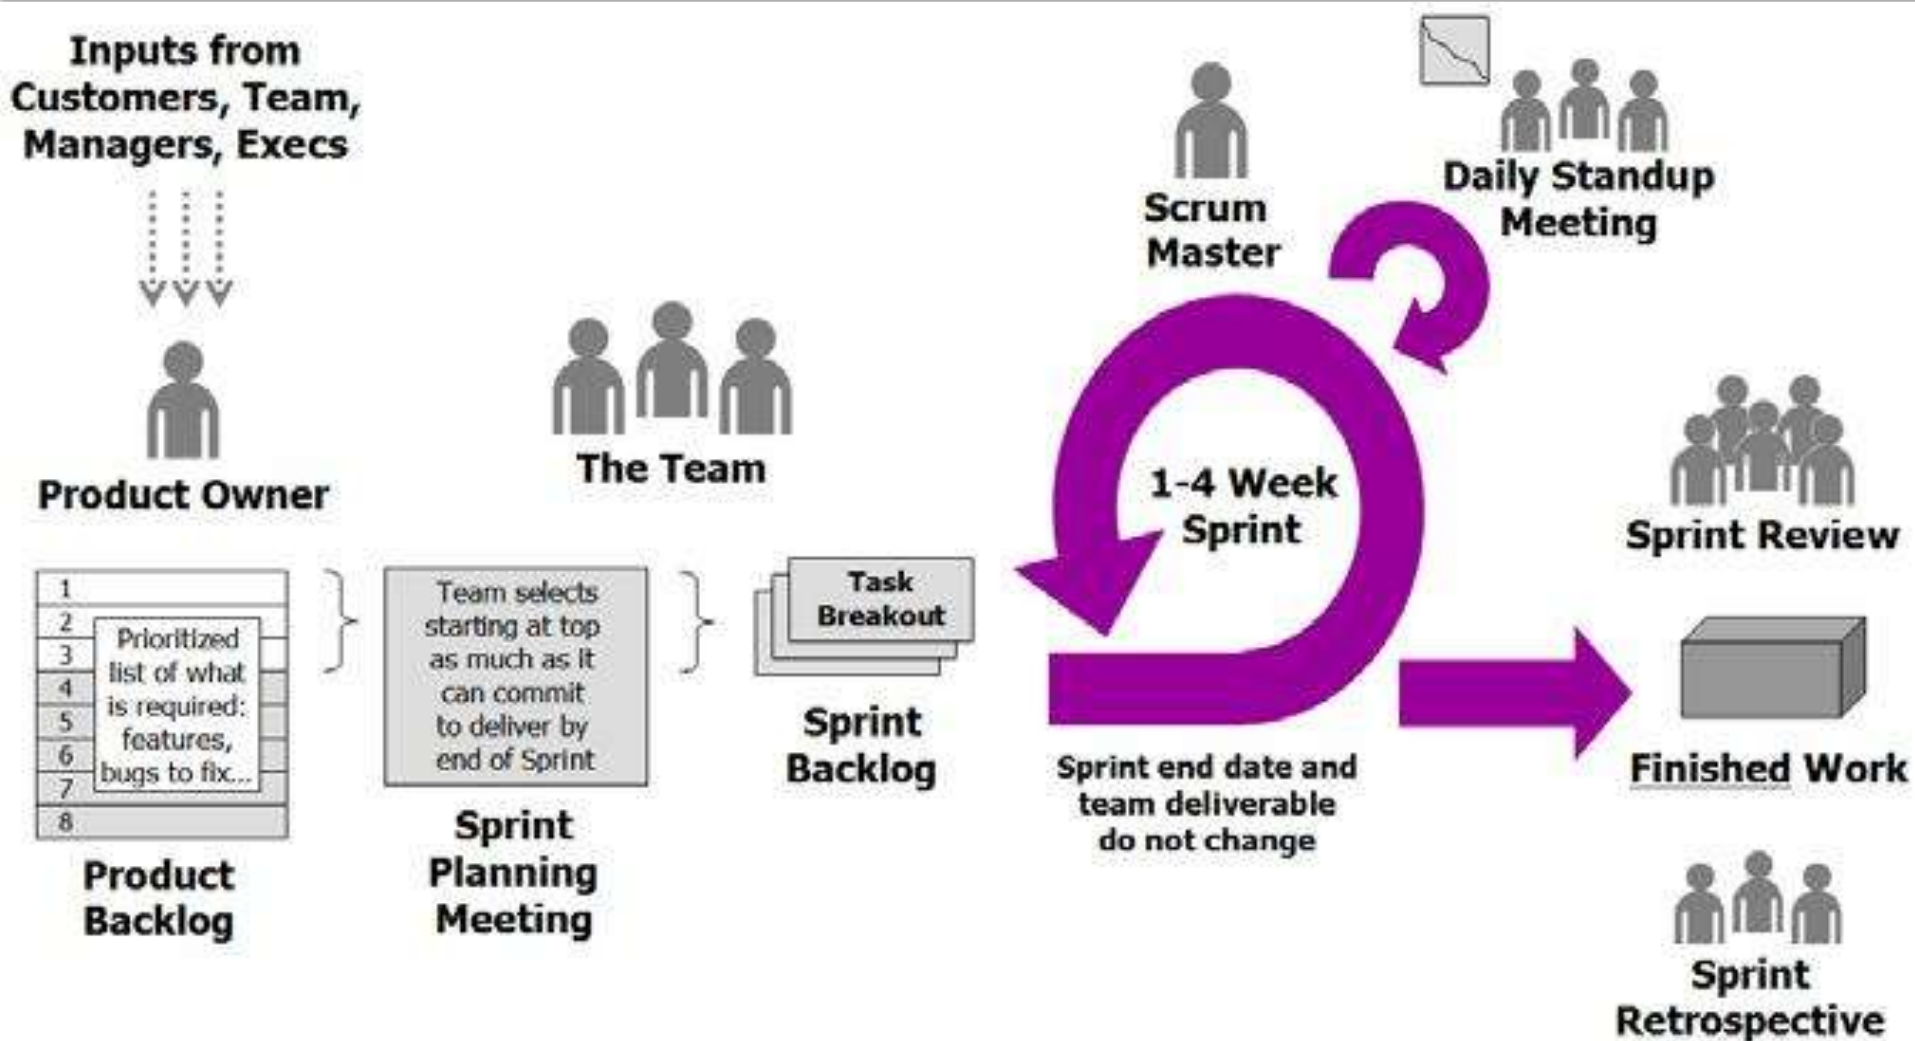 Inputs from
Customers, Team,
Managers, Execs
Product Owner
1
2
3
4
5
6
7
8
Prioritized
list of what
is required:
features,
bugs to fix...
Product
Backlog
The Team
Team selects
starting at top
as much as it
can commit
to deliver by
end of Sprint
Sprint
Planning
Meeting
Task
Breakout
Sprint
Backlog
Scrum
Master
Daily Standup
Meeting
1-4 Week
Sprint
Sprint end date and
team deliverable
do not change
Sprint Review
Finished Work
Sprint
Retrospective